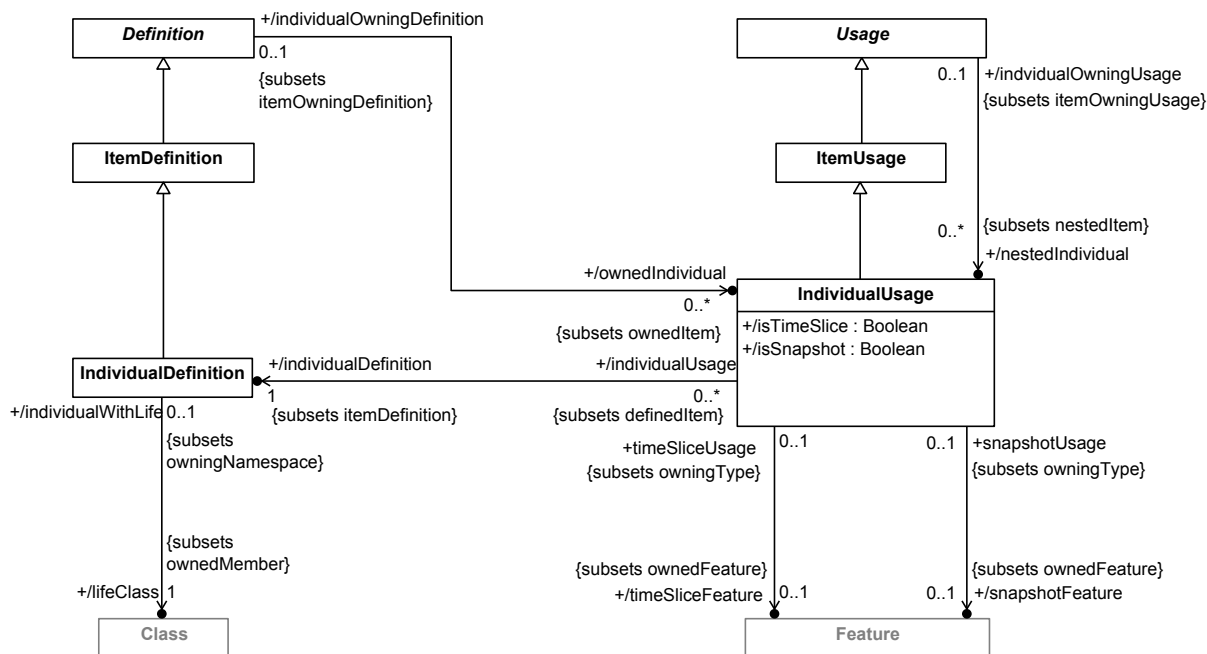 +/individualOwningDefinition
Definition
0..1
{subsets
itemOwningDefinition}
Usage
0..1
+/indvidualOwningUsage
{subsets itemOwningUsage}
ItemDefinition
ItemUsage
{subsets nestedItem}
0..*
+/nestedIndividual
+/ownedIndividual
0..*
{subsets ownedItem}
IndividualUsage
+/isTimeSlice : Boolean
+/isSnapshot : Boolean
IndividualDefinition
+/individualDefinition
1
{subsets itemDefinition}
+/individualUsage
0..*
{subsets definedItem}
+/individualWithLife
0..1
{subsets
owningNamespace}
+timeSliceUsage
0..1
{subsets owningType}
0..1
+snapshotUsage
{subsets owningType}
{subsets
ownedMember}
+/lifeClass
1
Class
{subsets ownedFeature}
+/timeSliceFeature
0..1
{subsets ownedFeature}
0..1
+/snapshotFeature
Feature